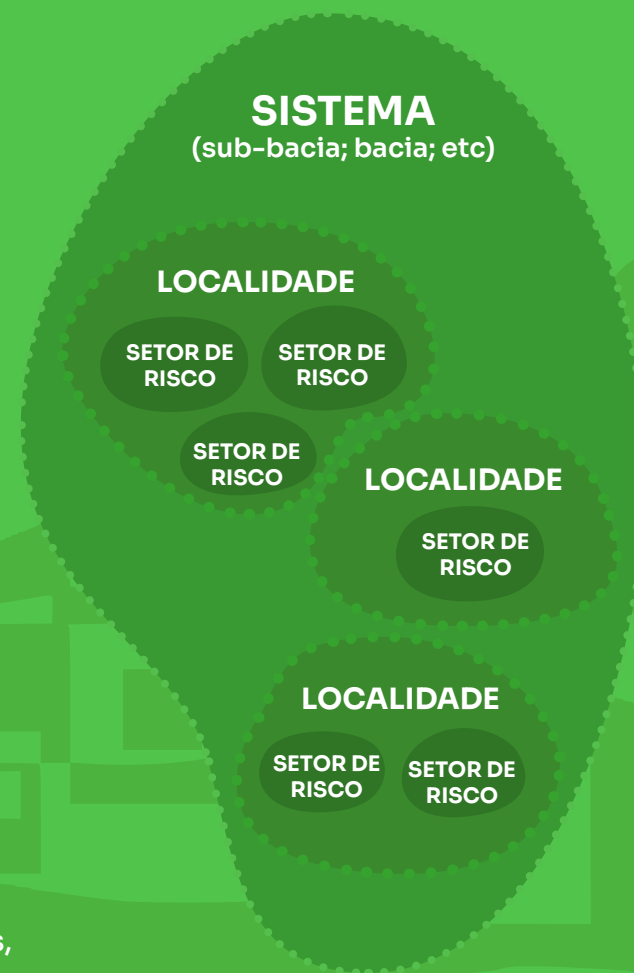 SISTEMA
(sub-bacia; bacia; etc)
LOCALIDADE
SETOR DE
RISCO
SETOR DE
RISCO
SETOR DE
RISCO
LOCALIDADE
SETOR DE
RISCO
LOCALIDADE
SETOR DE
RISCO
SETOR DE
RISCO